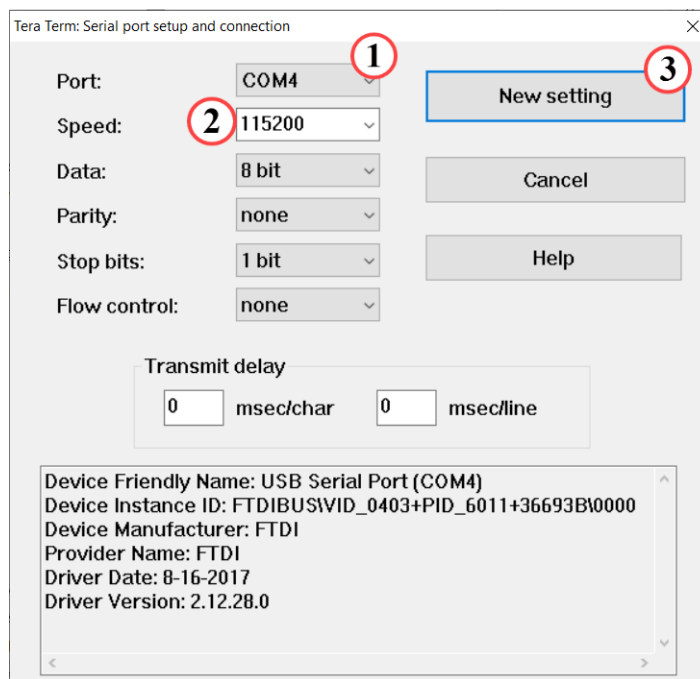 Tera Term: Serial port setup and connection
1
3
Port: COM4 New setting
Speed: 2 115200
Data: 8 bit Cancel
Parity: none
Stop bits: 1 bit Help
Flow control: none
Transmit delay
0 msec/char 0 msec/line
Device Friendly Name: USB Serial Port (COM4)
Device Instance ID: FTDIBUS\VID_0403+PID_6011+36693B\0000
Device Manufacturer: FTDI
Provider Name: FTDI
Driver Date: 8-16-2017
Driver Version: 2.12.28.0